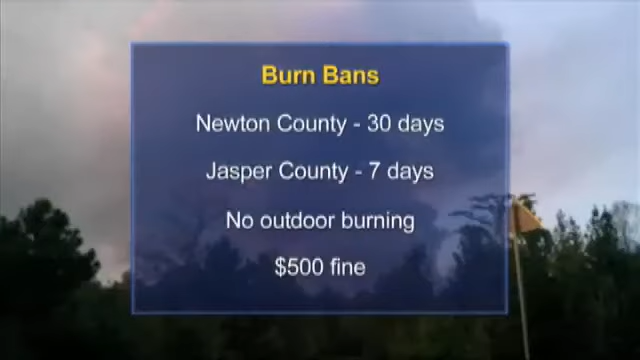 Burn Bans
Newton County - 30 days
Jasper County - 7 days
No outdoor burning
$500 fine